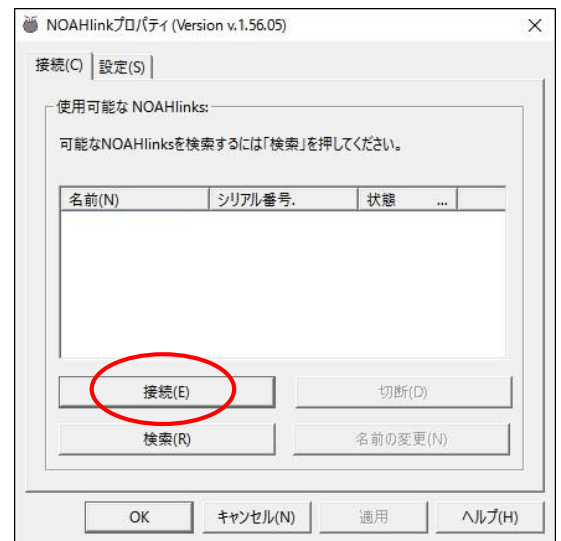 NOAHlinkプロパティ (Version v.1.56.05)
接続(C) 設定(S)
使用可能な NOAHlinks:
可能なNOAHlinksを検索するには「検索」を押してください。
名前(N) シリアル番号. 状態 ...
接続(E) 切断(D)
検索(R) 名前の変更(N)
OK キャンセル(N) 適用 ヘルプ(H)